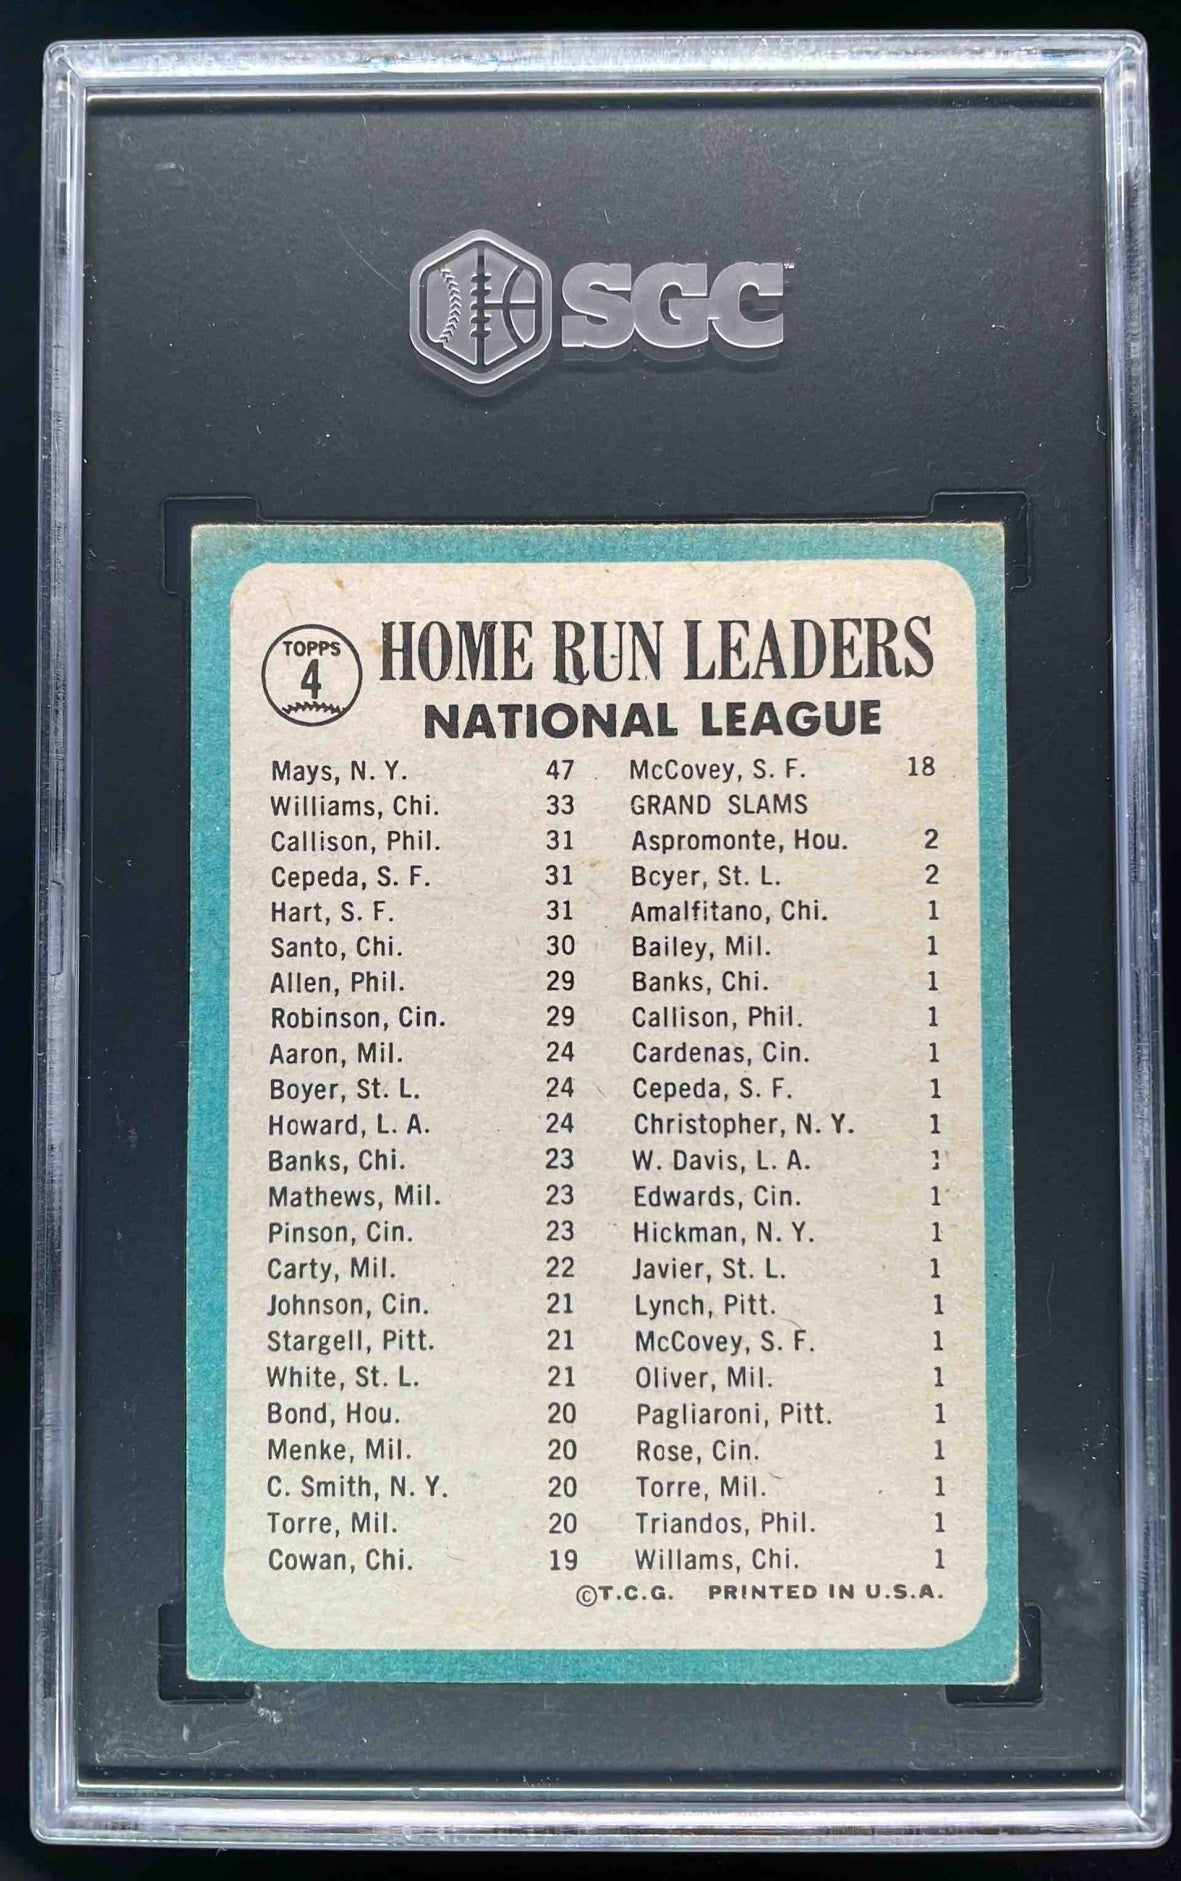 SGC
TOPPS
4
HOME RUN LEADERS
NATIONAL LEAGUE
Mays, N. Y. 47
Williams, Chi. 33
Callison, Phil. 31
Cepeda, S. F. 31
Hart, S. F. 31
Santo, Chi. 30
Allen, Phil. 29
Robinson, Cin. 29
Aaron, Mil. 24
Boyer, St. L. 24
Howard, L. A. 24
Banks, Chi. 23
Mathews, Mil. 23
Pinson, Cin. 23
Carty, Mil. 22
Johnson, Cin. 21
Stargell, Pitt. 21
White, St. L. 21
Bond, Hou. 20
Menke, Mil. 20
C. Smith, N. Y. 20
Torre, Mil. 20
Cowan, Chi. 19
McCovey, S. F. 18
GRAND SLAMS
Aspromonte, Hou. 2
Bcyer, St. L. 2
Amalfitano, Chi. 1
Bailey, Mil. 1
Banks, Chi. 1
Callison, Phil. 1
Cardenas, Cin. 1
Cepeda, S. F. 1
Christopher, N. Y. 1
W. Davis, L. A. 1
Edwards, Cin. 1
Hickman, N. Y. 1
Javier, St. L. 1
Lynch, Pitt. 1
McCovey, S. F. 1
Oliver, Mil. 1
Pagliaroni, Pitt. 1
Rose, Cin. 1
Torre, Mil. 1
Triandos, Phil. 1
Willams, Chi. 1
©T.C.G. PRINTED IN U.S.A.